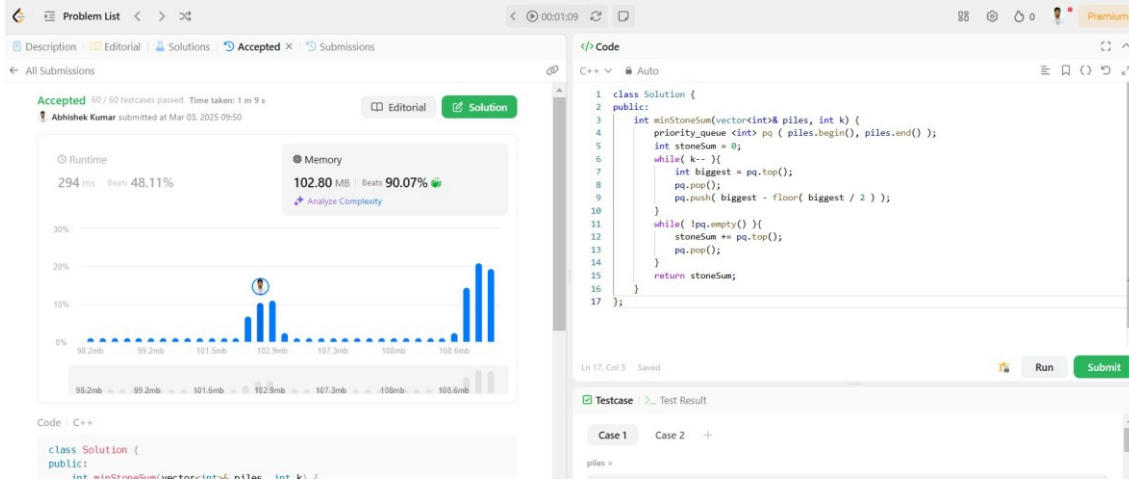 Problem List
00:01:09
0
Premium
Description
Editorial
Solutions
Accepted
Submissions
All Submissions
Accepted 60 / 60 testcases passed Time taken: 1 m 9 s
Abhishek Kumar submitted at Mar 03, 2025 09:50
Editorial
Solution
Runtime
294 ms Beats 48.11%
Memory
102.80 MB Beats 90.07%
Analyze Complexity
30%
20%
10%
0%
98.2mb 99.2mb 101.5mb 102.9mb 107.3mb 108mb 108.6mb
98.2mb 99.2mb 101.5mb 102.9mb 107.3mb 108mb 108.6mb
Code C++
class Solution {
public:
int minStoneSum(vector<int>& piles, int k) {
</> Code
C++ Auto
1 class Solution {
2 public:
3 int minStoneSum(vector<int>& piles, int k) {
4 priority_queue <int> pq ( piles.begin(), piles.end() );
5 int stoneSum = 0;
6 while( k-- ){
7 int biggest = pq.top();
8 pq.pop();
9 pq.push( biggest - floor( biggest / 2 ) );
10 }
11 while( !pq.empty() ){
12 stoneSum += pq.top();
13 pq.pop();
14 }
15 return stoneSum;
16 }
17 };
Ln 17, Col 3 Saved
Run
Submit
Testcase
>_ Test Result
Case 1 Case 2 +
piles =